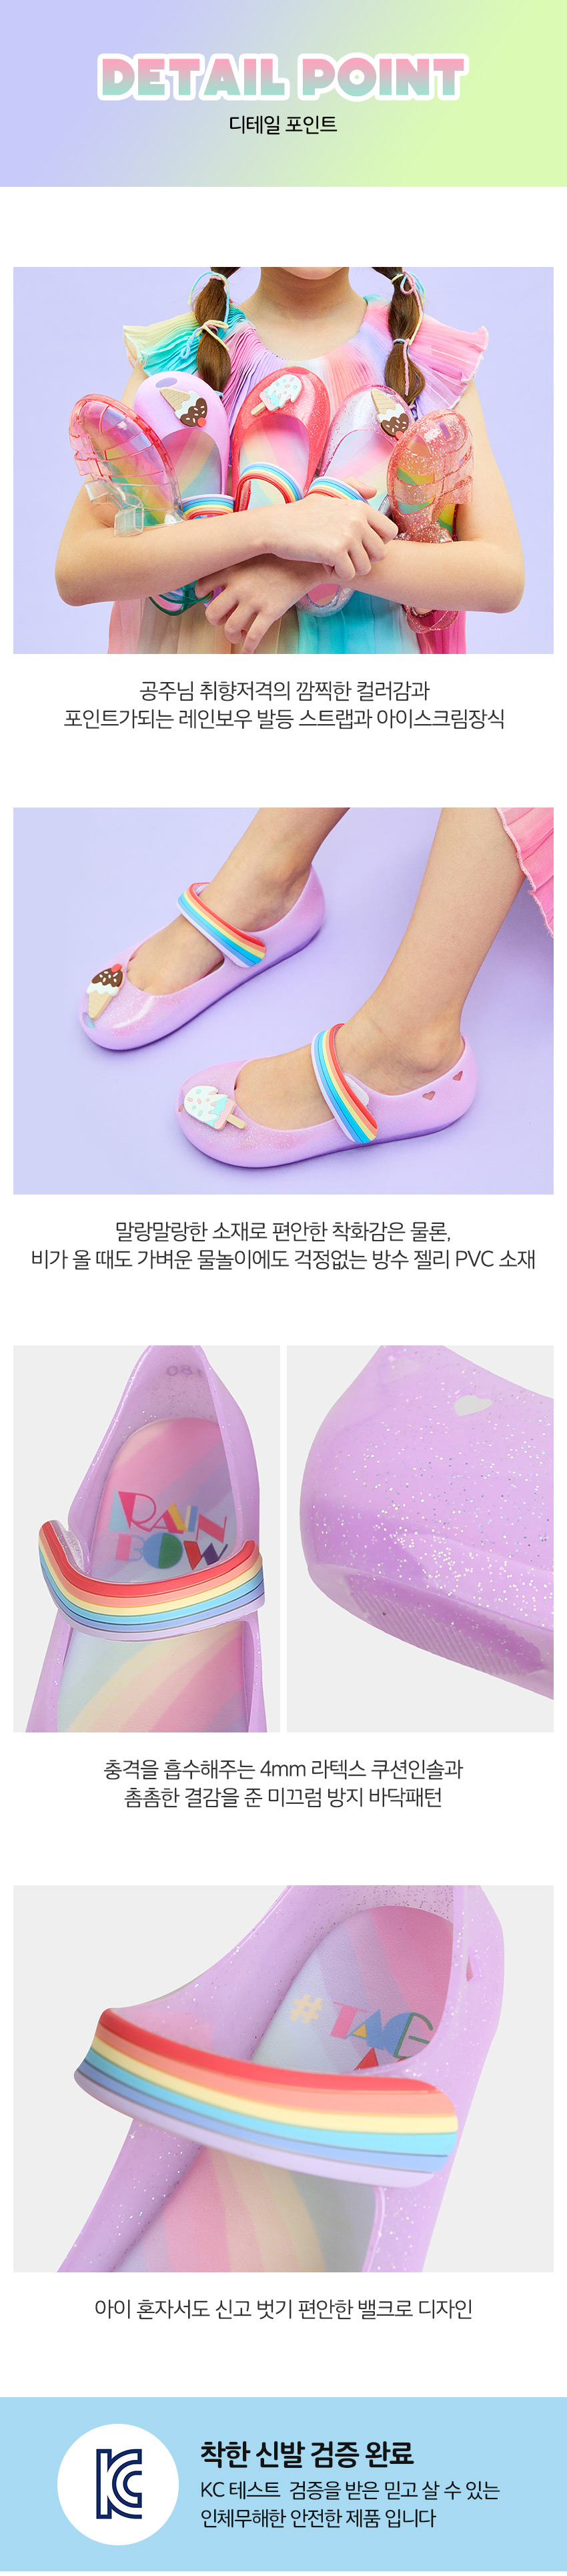 DETAIL POINT
디테일 포인트
공주님 취향저격의 깜찍한 컬러감과
포인트가되는 레인보우 발등 스트랩과 아이스크림장식
말랑말랑한 소재로 편안한 착화감은 물론,
비가 올 때도 가벼운 물놀이에도 걱정없는 방수 젤리 PVC 소재
180
RAIN
BOW
충격을 흡수해주는 4mm 라텍스 쿠션인솔과
촘촘한 결감을 준 미끄럼 방지 바닥패턴
# TAG
아이 혼자서도 신고 벗기 편안한 밸크로 디자인
KC
착한 신발 검증 완료
KC 테스트 검증을 받은 믿고 살 수 있는
인체무해한 안전한 제품 입니다